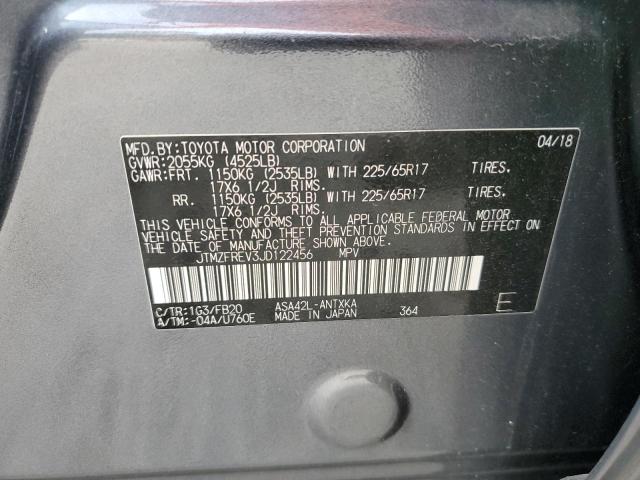 MFD.BY:TOYOTA MOTOR CORPORATION 04/18
GVWR:2055KG (4525LB)
GAWR:FRT. 1150KG (2535LB) WITH 225/65R17 TIRES.
17X6 1/2J RIMS.
RR. 1150KG (2535LB) WITH 225/65R17 TIRES.
17X6 1/2J RIMS.
THIS VEHICLE CONFORMS TO ALL APPLICABLE FEDERAL MOTOR
VEHICLE SAFETY AND THEFT PREVENTION STANDARDS IN EFFECT ON
THE DATE OF MANUFACTURE SHOWN ABOVE.
JTMZFREV3JD122456 MPV
C/TR:1G3/FB20 ASA42L-ANTXKA
A/TM:-04A/U760E MADE IN JAPAN 364 E